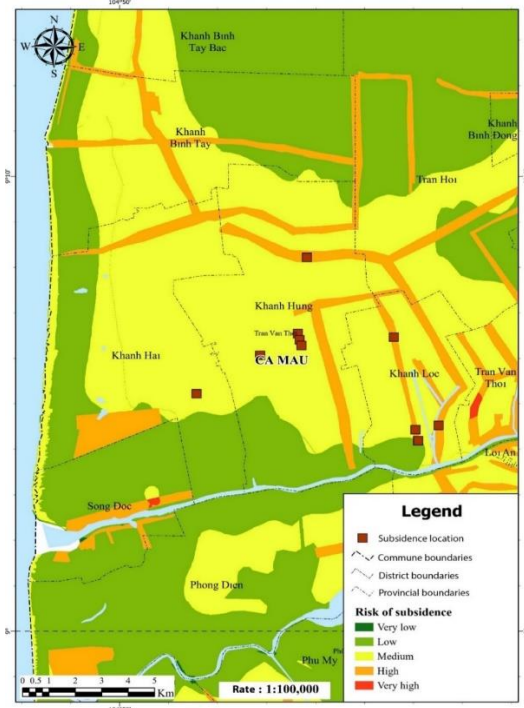 104°50'
N
W E
S
Khanh Binh
Tay Bac
Khanh
Binh Tay
Khanh
Binh Dong
9°10'
Tran Hoi
Khanh Hung
Tran Van Thoi
CA MAU
Khanh Hai
Khanh Loc
Tran Van
Thoi
Loi An
Song Doc
Phong Dien
Phu My
5'
0 0,5 1 2 3 4 5
Km
Rate : 1:100,000
Legend
Subsidence location
Commune boundaries
District boundaries
Provincial boundaries
Risk of subsidence
Very low
Low
Medium
High
Very high